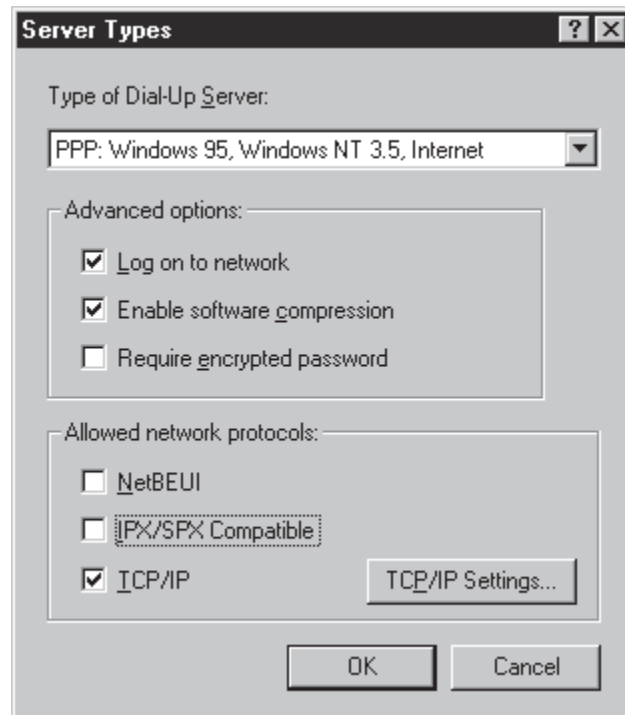 Server Types
Type of Dial-Up Server:
PPP: Windows 95, Windows NT 3.5, Internet
Advanced options:
Log on to network
Enable software compression
Require encrypted password
Allowed network protocols:
NetBEUI
IPX/SPX Compatible
TCP/IP
TCP/IP Settings...
OK
Cancel